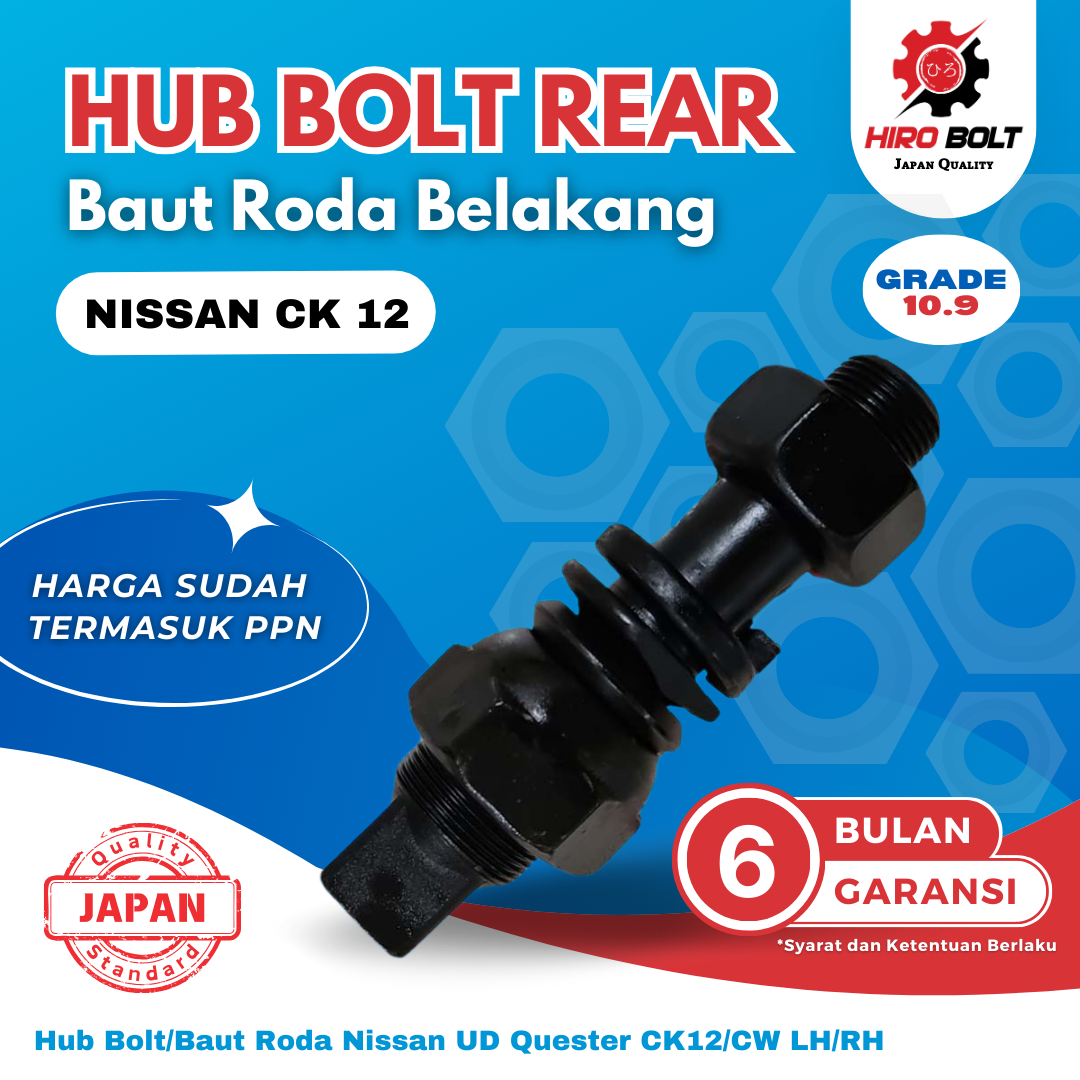 HUB BOLT REAR
Baut Roda Belakang
NISSAN CK 12
ひろ
HIRO BOLT
JAPAN QUALITY
GRADE
10.9
HARGA SUDAH
TERMASUK PPN
Quality
JAPAN
Standard
6
BULAN
GARANSI
*Syarat dan Ketentuan Berlaku
Hub Bolt/Baut Roda Nissan UD Quester CK12/CW LH/RH